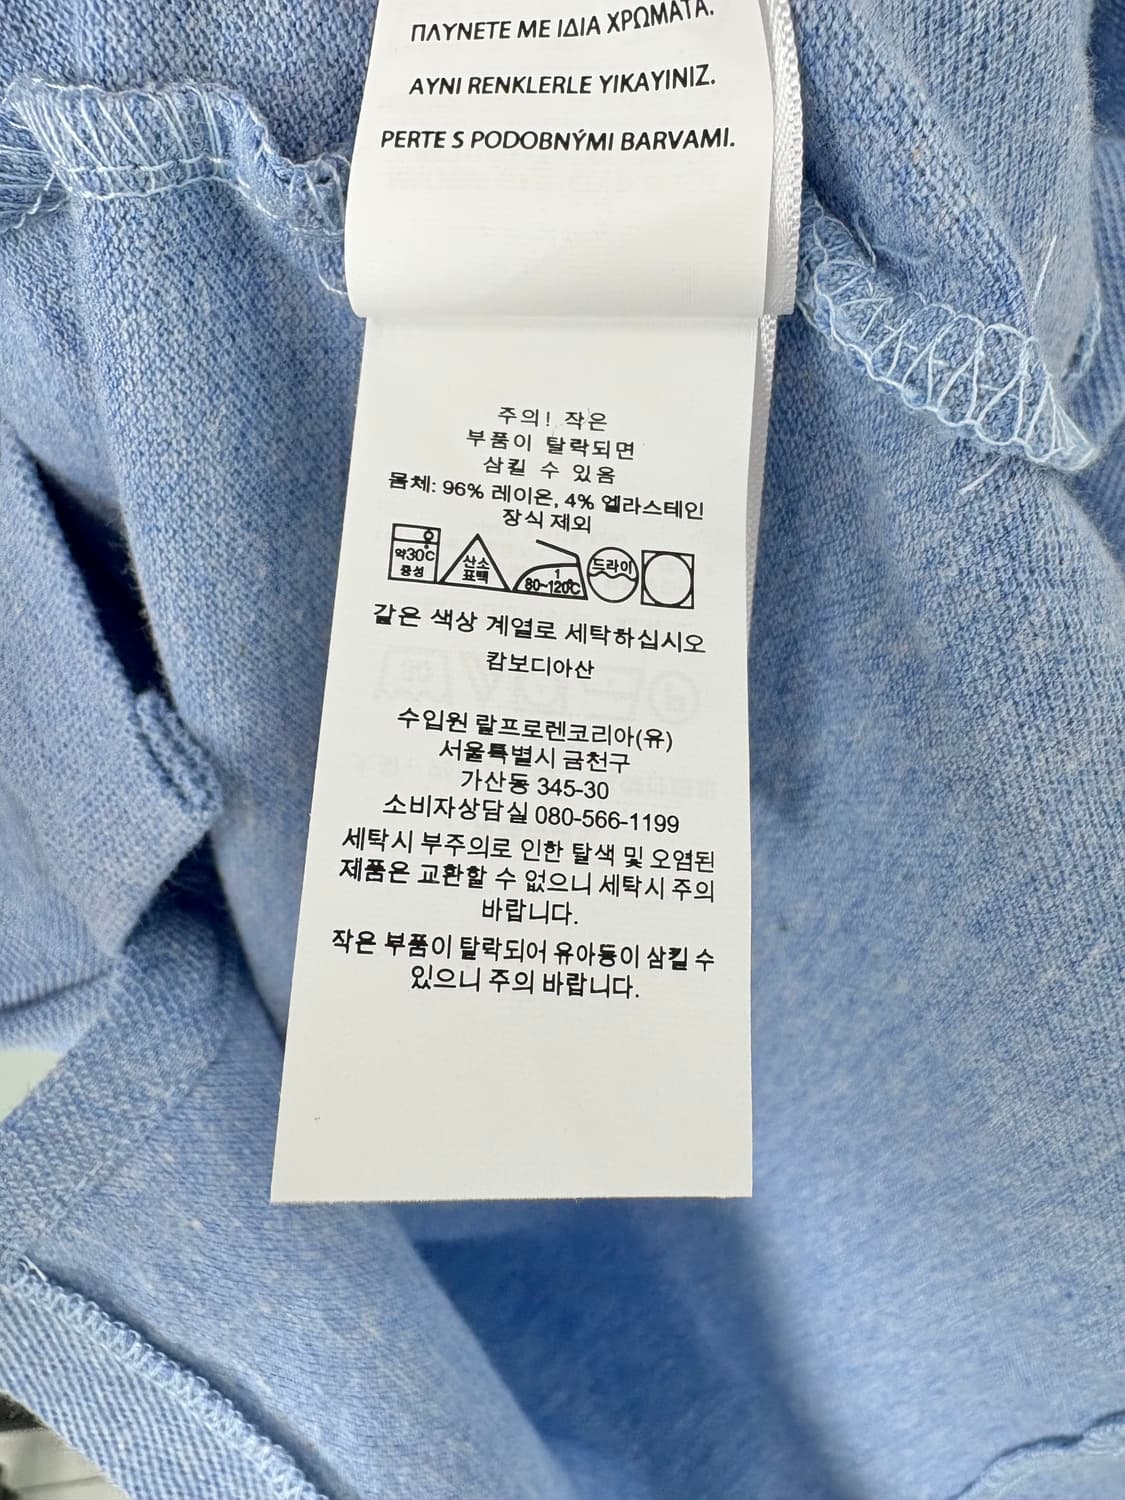 ΠΛΥΝΕΤΕ ΜΕ ΙΔΙΑ ΧΡΩΜΑΤΑ.
AYNI RENKLERLE YIKAYINIZ.
PERTE S PODOBNÝMI BARVAMI.
주의! 작은
부품이 탈락되면
삼킬 수 있음
몸체: 96% 레이온, 4% 엘라스테인
장식 제외
약30℃
중성
산소
표백
1
80~120℃
드라이
같은 색상 계열로 세탁하십시오
캄보디아산
수입원 랄프로렌코리아(유)
서울특별시 금천구
가산동 345-30
소비자상담실 080-566-1199
세탁시 부주의로 인한 탈색 및 오염된
제품은 교환할 수 없으니 세탁시 주의
바랍니다.
작은 부품이 탈락되어 유아등이 삼킬 수
있으니 주의 바랍니다.